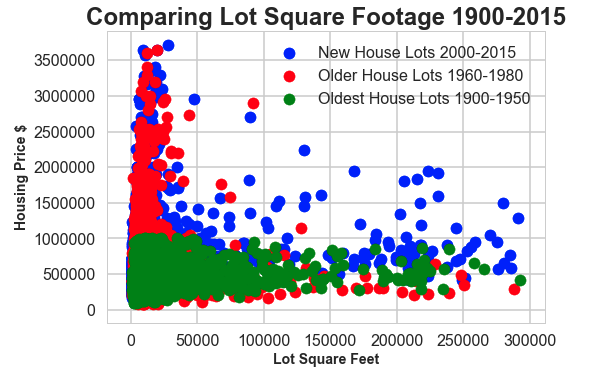 Comparing Lot Square Footage 1900-2015
New House Lots 2000-2015
Older House Lots 1960-1980
Oldest House Lots 1900-1950
Housing Price $
3500000
3000000
2500000
2000000
1500000
1000000
500000
0
0 50000 100000 150000 200000 250000 300000
Lot Square Feet